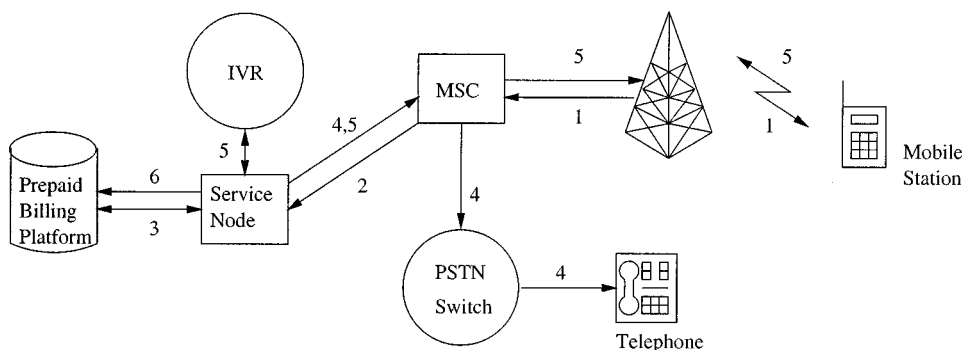 IVR
MSC
5
1
5
1
Mobile
Station
5
4,5
2
6
3
Prepaid
Billing
Platform
Service
Node
4
PSTN
Switch
4
Telephone